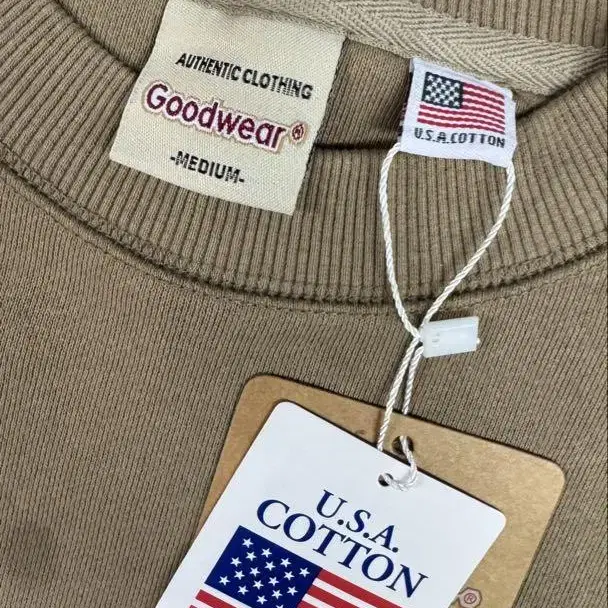 AUTHENTIC CLOTHING
Goodwear®
-MEDIUM-
U.S.A.COTTON
U.S.A.
COTTON
®